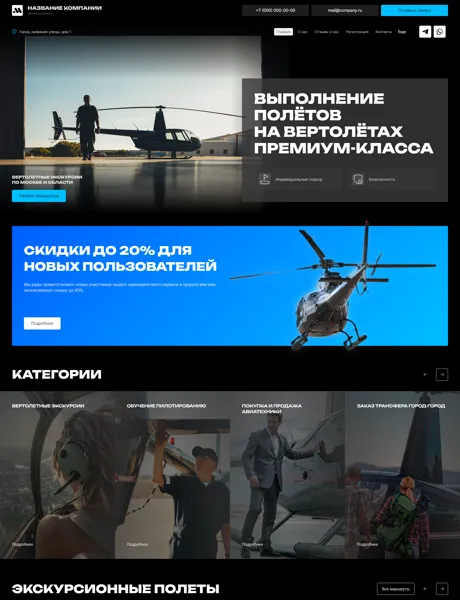 НАЗВАНИЕ КОМПАНИИ
+7 (000) 000-00-00
mail@company.ru
Оставить заявку
Город, название улицы, дом 1
Главная
О нас
Отзывы о нас
Регистрация
Контакты
Еще
ВЫПОЛНЕНИЕ
ПОЛЁТОВ
НА ВЕРТОЛЁТАХ
ПРЕМИУМ-КЛАССА
Индивидуальный подход
Безопасность
ВЕРТОЛЕТНЫЕ ЭКСКУРСИИ
ПО МОСКВЕ И ОБЛАСТИ
Каталог маршрутов
СКИДКИ ДО 20% ДЛЯ
НОВЫХ ПОЛЬЗОВАТЕЛЕЙ
Мы рады приветствовать новых участников нашего аэромаркетного сервиса и предлагаем вам
эксклюзивную скидку до 40%
Подробнее
КАТЕГОРИИ
ВЕРТОЛЕТНЫЕ ЭКСКУРСИИ
ОБУЧЕНИЕ ПИЛОТИРОВАНИЮ
ПОКУПКА И ПРОДАЖА
АВИАТЕХНИКИ
ЗАКАЗ ТРАНСФЕРА ГОРОД-ГОРОД
Подробнее
Подробнее
Подробнее
Подробнее
ЭКСКУРСИОННЫЕ ПОЛЕТЫ
Все маршруты